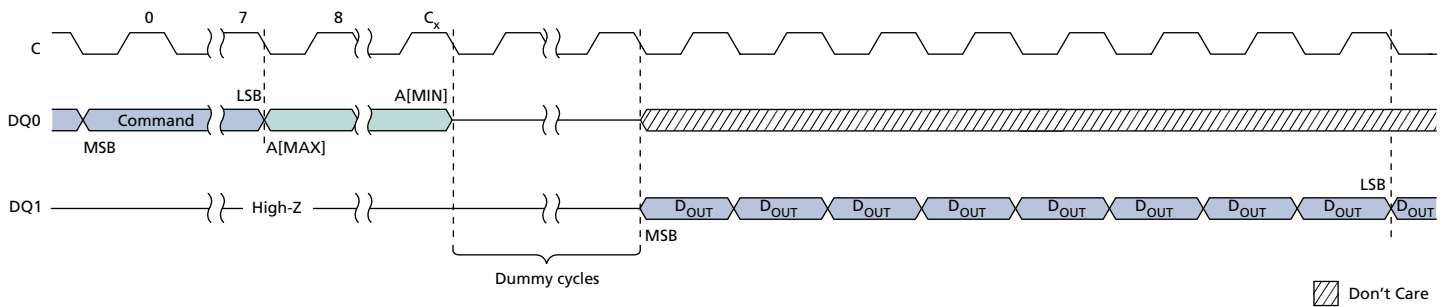 0 7 8 Cx
C
LSB A[MIN]
DQ0 Command
MSB A[MAX]
LSB
DQ1 High-Z DOUT DOUT DOUT DOUT DOUT DOUT DOUT DOUT DOUT
MSB
Dummy cycles
Don't Care